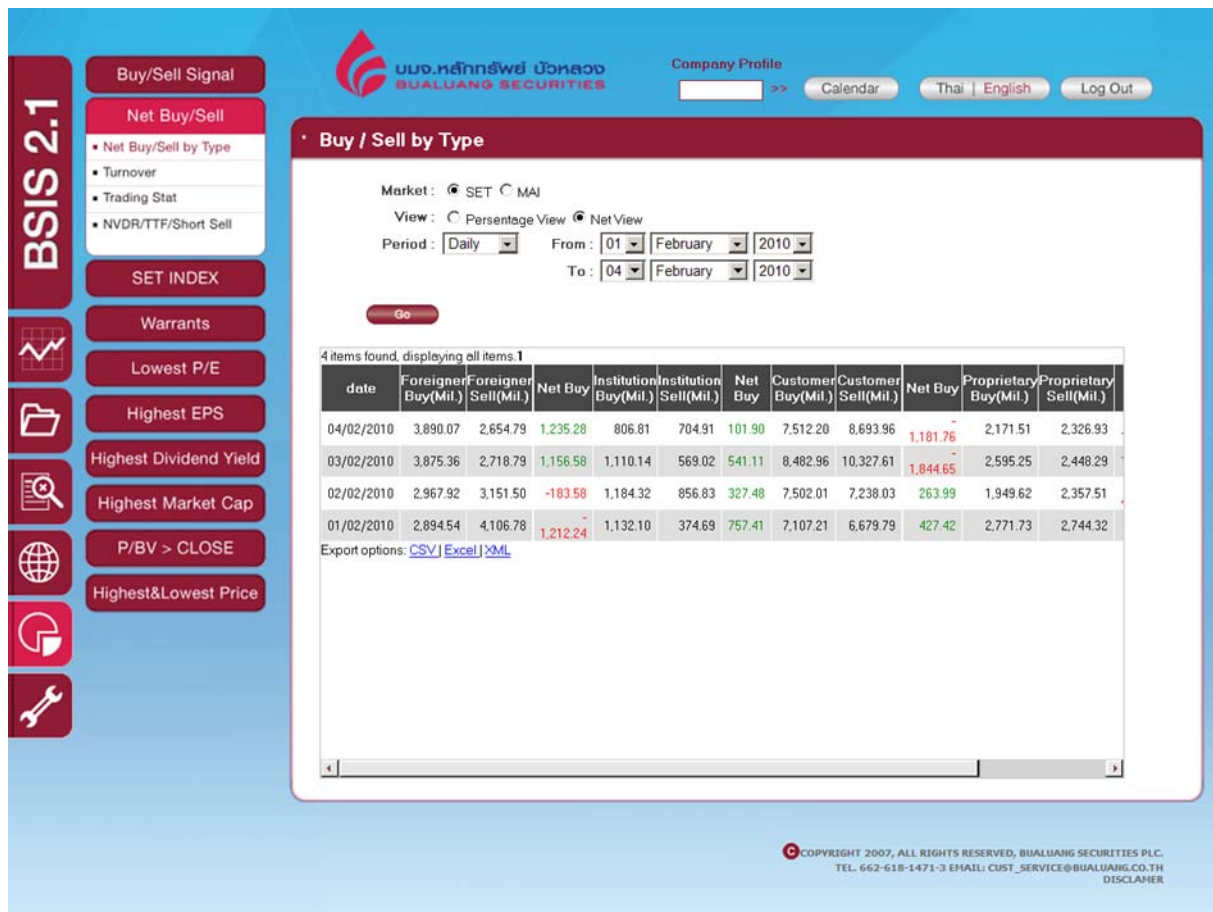 BSIS 2.1
Buy/Sell Signal
Net Buy/Sell
Net Buy/Sell by Type
Turnover
Trading Stat
NVDR/TTF/Short Sell
SET INDEX
Warrants
Lowest P/E
Highest EPS
Highest Dividend Yield
Highest Market Cap
P/BV > CLOSE
Highest&Lowest Price
บมจ.หลักทรัพย์ บัวหลวง
BUALUANG SECURITIES
Company Profile
>> Calendar Thai | English Log Out
Buy / Sell by Type
Market : SET MAI
View : Persentage View Net View
Period : Daily From : 01 February 2010
To : 04 February 2010
Go
4 items found, displaying all items.1
date Foreigner Buy(Mil.) Foreigner Sell(Mil.) Net Buy Institution Buy(Mil.) Institution Sell(Mil.) Net Buy Customer Buy(Mil.) Customer Sell(Mil.) Net Buy Proprietary Buy(Mil.) Proprietary Sell(Mil.)
04/02/2010 3,890.07 2,654.79 1,235.28 806.81 704.91 101.90 7,512.20 8,693.96 -1,181.76 2,171.51 2,326.93
03/02/2010 3,875.36 2,718.79 1,156.58 1,110.14 569.02 541.11 8,482.96 10,327.61 -1,844.65 2,595.25 2,448.29
02/02/2010 2,967.92 3,151.50 -183.58 1,184.32 856.83 327.48 7,502.01 7,238.03 263.99 1,949.62 2,357.51
01/02/2010 2,894.54 4,106.78 -1,212.24 1,132.10 374.69 757.41 7,107.21 6,679.79 427.42 2,771.73 2,744.32
Export options: CSV | Excel | XML
C COPYRIGHT 2007, ALL RIGHTS RESERVED, BUALUANG SECURITIES PLC.
TEL. 662-618-1471-3 EMAIL: CUST_SERVICE@BUALUANG.CO.TH
DISCLAMER